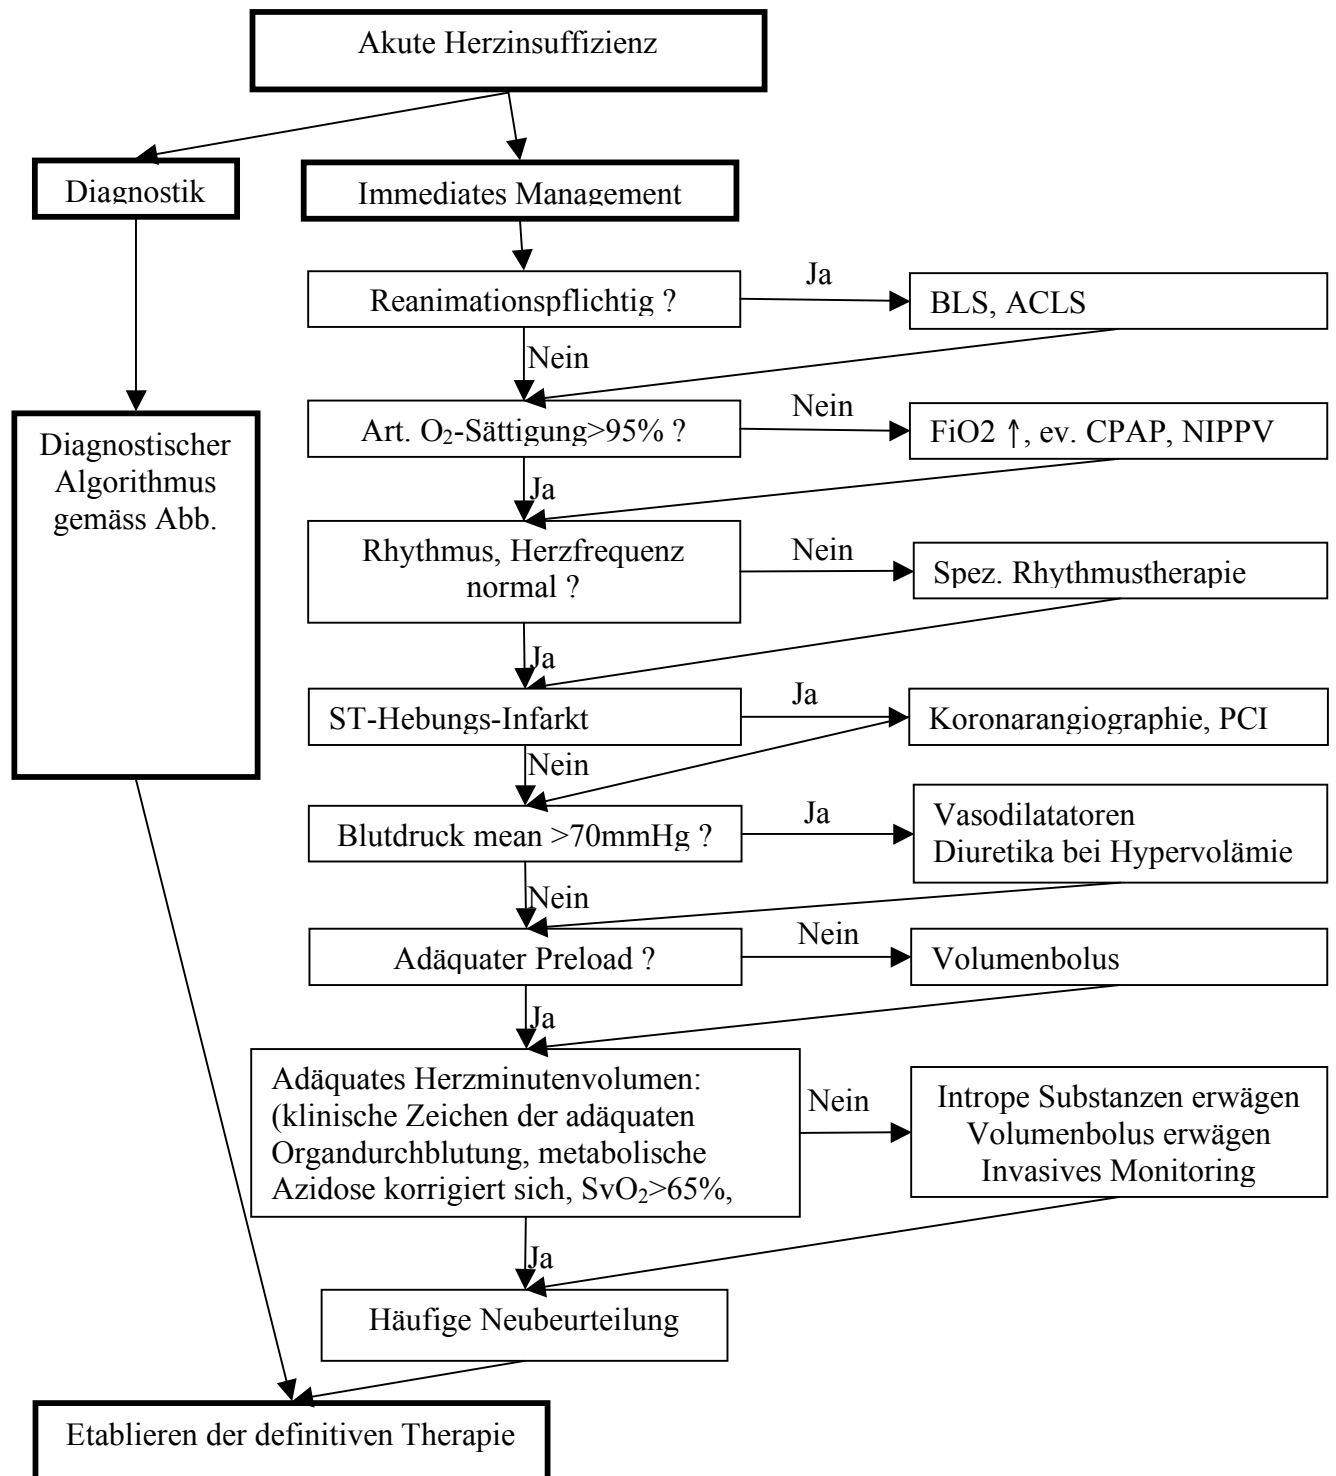 Akute Herzinsuffizienz
Diagnostik
Immediates Management
Reanimationspflichtig ?
Ja
BLS, ACLS
Nein
Art. O₂-Sättigung>95% ?
Nein
FiO2 ↑, ev. CPAP, NIPPV
Diagnostischer
Algorithmus
gemäss Abb.
Ja
Rhythmus, Herzfrequenz
normal ?
Nein
Spez. Rhythmustherapie
Ja
ST-Hebungs-Infarkt
Ja
Koronarangiographie, PCI
Nein
Blutdruck mean >70mmHg ?
Ja
Vasodilatatoren
Diuretika bei Hypervolämie
Nein
Adäquater Preload ?
Nein
Volumenbolus
Ja
Adäquates Herzminutenvolumen:
(klinische Zeichen der adäquaten
Organdurchblutung, metabolische
Azidose korrigiert sich, SvO₂>65%,
Nein
Intrope Substanzen erwägen
Volumenbolus erwägen
Invasives Monitoring
Ja
Häufige Neubeurteilung
Etablieren der definitiven Therapie